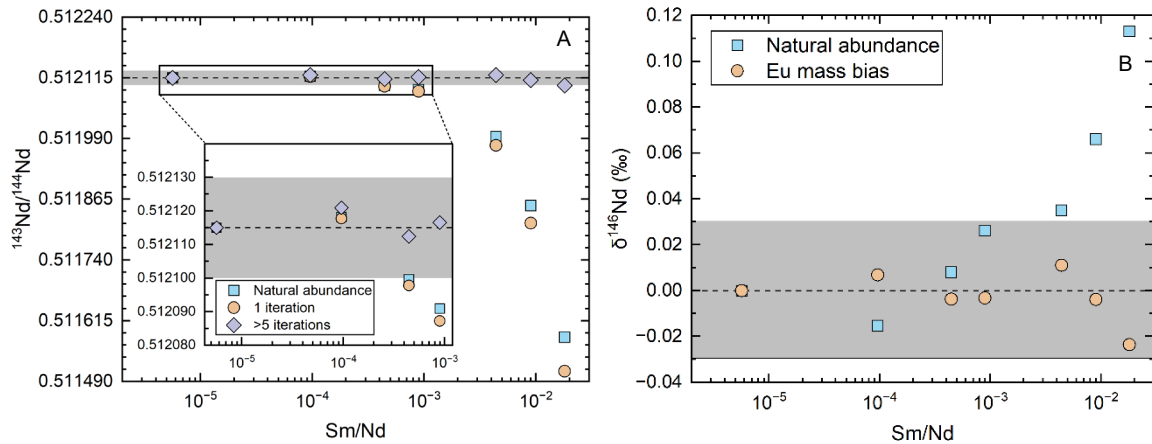 A
¹⁴³Nd/¹⁴⁴Nd
0.512240
0.512115
0.511990
0.511865
0.511740
0.511615
0.511490
0.512130
0.512120
0.512110
0.512100
0.512090
0.512080
Natural abundance
1 iteration
>5 iterations
10⁻⁵ 10⁻⁴ 10⁻³
10⁻⁵ 10⁻⁴ 10⁻³ 10⁻²
Sm/Nd
B
δ¹⁴⁶Nd (‰)
0.12
0.10
0.08
0.06
0.04
0.02
0.00
−0.02
−0.04
Natural abundance
Eu mass bias
10⁻⁵ 10⁻⁴ 10⁻³ 10⁻²
Sm/Nd